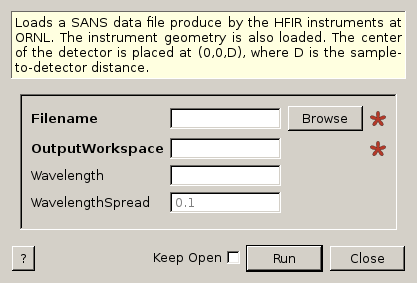 Loads a SANS data file produce by the HFIR instruments at
ORNL. The instrument geometry is also loaded. The center
of the detector is placed at (0,0,D), where D is the sample-
to-detector distance.
Filename Browse *
OutputWorkspace *
Wavelength
WavelengthSpread 0.1
? Keep Open Run Close